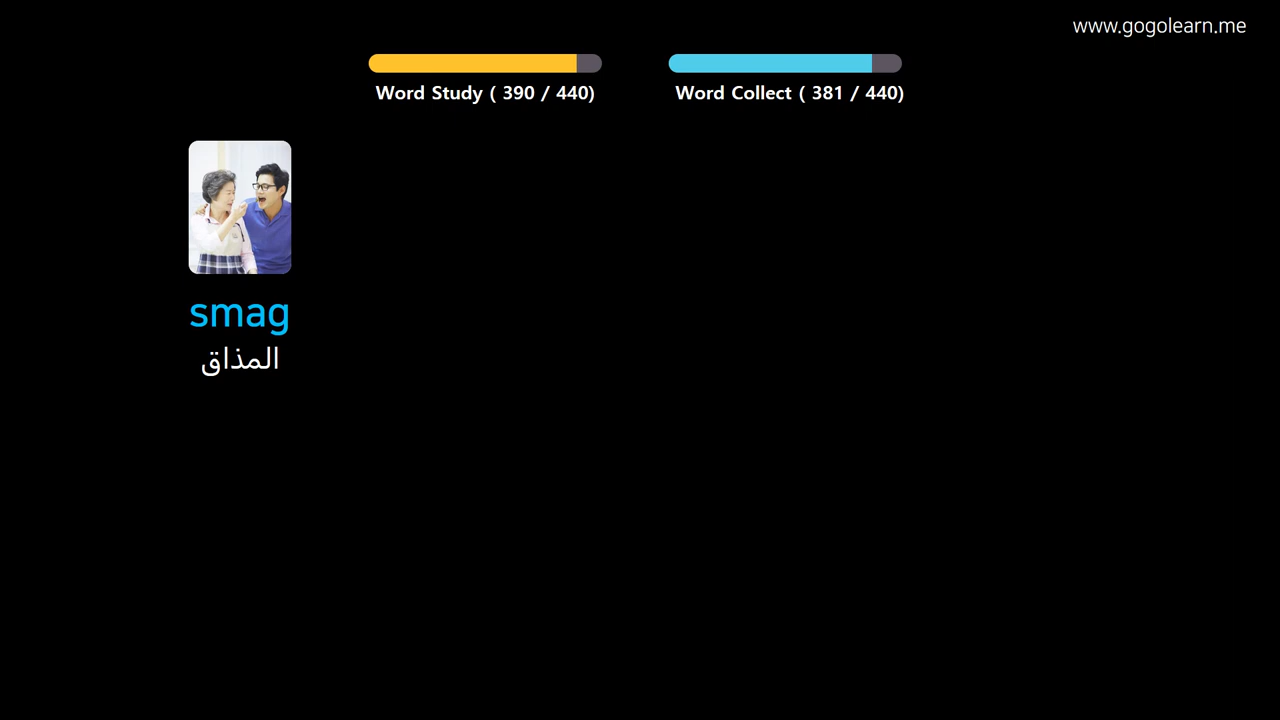 www.gogolearn.me
Word Study ( 390 / 440)
Word Collect ( 381 / 440)
smag
المذاق